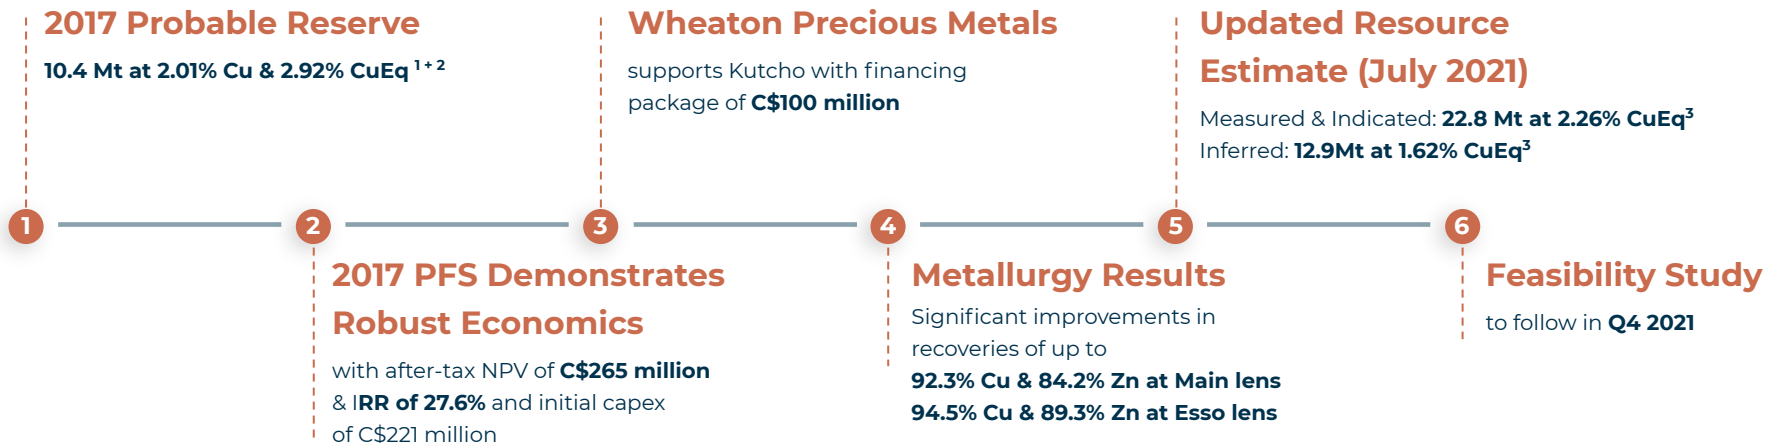 1
2017 Probable Reserve
10.4 Mt at 2.01% Cu & 2.92% CuEq 1 + 2
2
2017 PFS Demonstrates
Robust Economics
with after-tax NPV of C$265 million
& IRR of 27.6% and initial capex
of C$221 million
3
Wheaton Precious Metals
supports Kutcho with financing
package of C$100 million
4
Metallurgy Results
Significant improvements in
recoveries of up to
92.3% Cu & 84.2% Zn at Main lens
94.5% Cu & 89.3% Zn at Esso lens
5
Updated Resource
Estimate (July 2021)
Measured & Indicated: 22.8 Mt at 2.26% CuEq3
Inferred: 12.9Mt at 1.62% CuEq3
6
Feasibility Study
to follow in Q4 2021